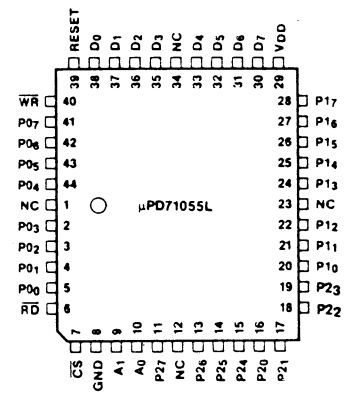 RESET D0 D1 D2 D3 NC D3 D4 D5 D6 D7 VDD
39 38 37 36 35 34 33 32 31 30 29
WR 40 28 P17
P07 41 27 P16
P06 42 26 P15
P05 43 25 P14
P04 44 24 P13
NC 1 µPD71055L 23 NC
P03 2 22 P12
P02 3 21 P11
P01 4 20 P10
P00 5 19 P23
RD 6 18 P22
7 8 9 10 11 12 13 14 15 16 17
CS GND A1 A0 P27 NC P26 P25 P24 P20 P21